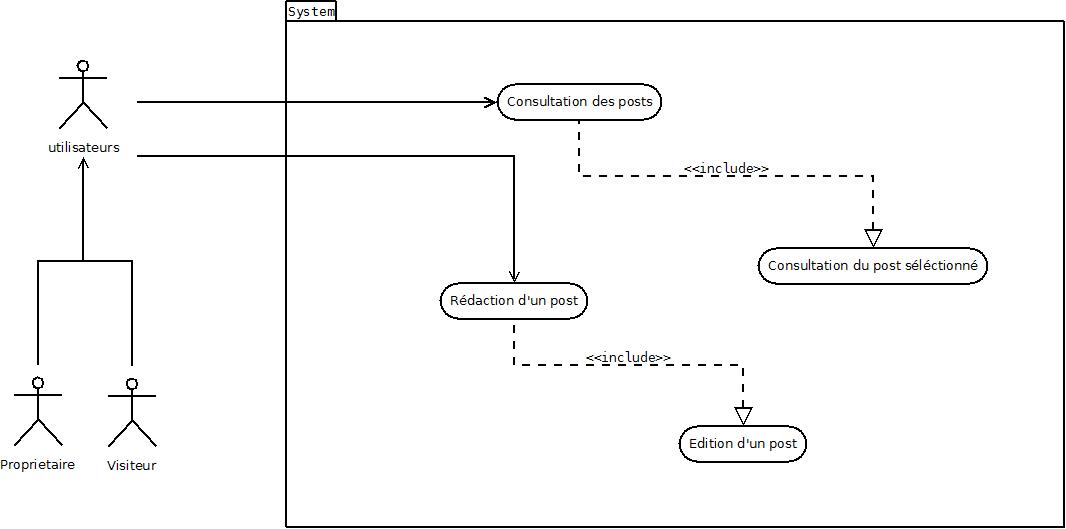 System
Consultation des posts
utilisateurs
<<include>>
Consultation du post séléctionné
Rédaction d'un post
<<include>>
Edition d'un post
Proprietaire
Visiteur